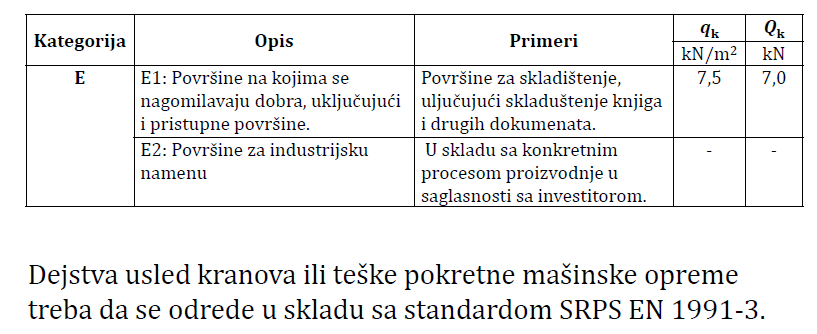 Kategorija Opis Primeri qk Qk
kN/m² kN
E E1: Površine na kojima se Površine za skladištenje, 7,5 7,0
nagomilavaju dobra, uključujući uljučujući skladuštenje knjiga
i pristupne površine. i drugih dokumenata.
E2: Površine za industrijsku U skladu sa konkretnim - -
namenu procesom proizvodnje u
saglasnosti sa investitorom.
Dejstva usled kranova ili teške pokretne mašinske opreme
treba da se odrede u skladu sa standardom SRPS EN 1991-3.